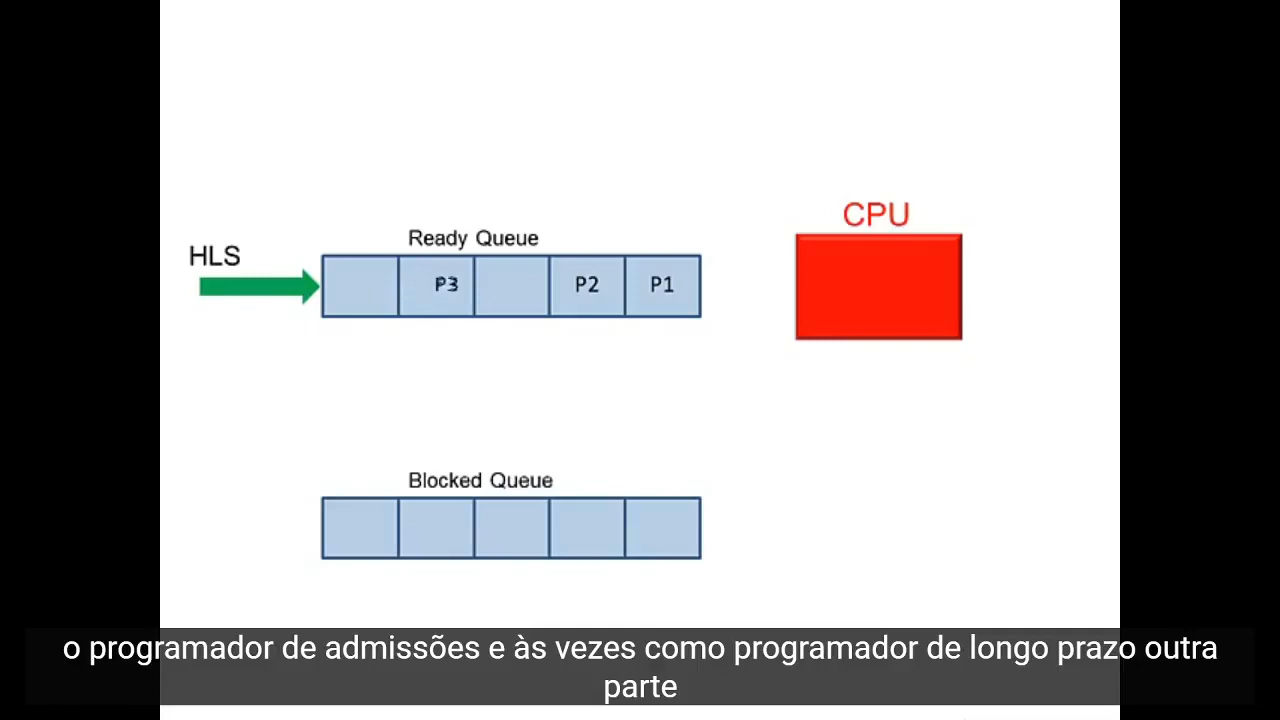 CPU
Ready Queue
HLS
P3 P2 P1
Blocked Queue
o programador de admissões e às vezes como programador de longo prazo outra
parte